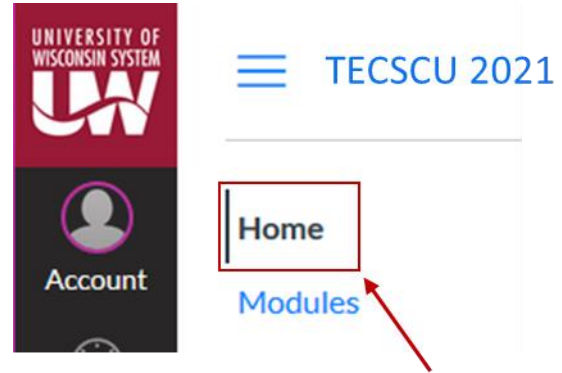 UNIVERSITY OF
WISCONSIN SYSTEM
UW
TECSCU 2021
Account
Home
Modules